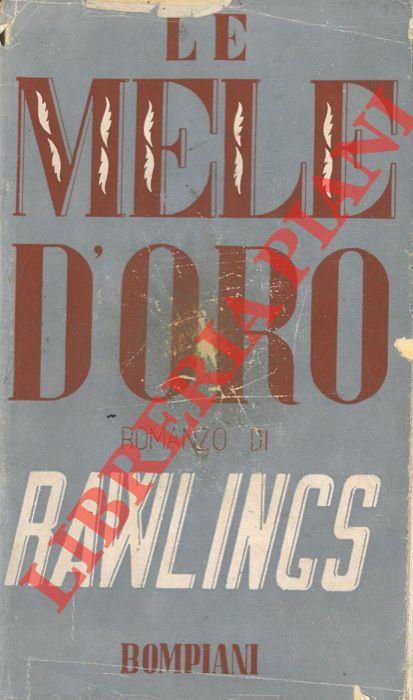 LE
MELE
D'ORO
ROMANZO DI
RAWLINGS
BOMPIANI
LIBRERIA PIANI